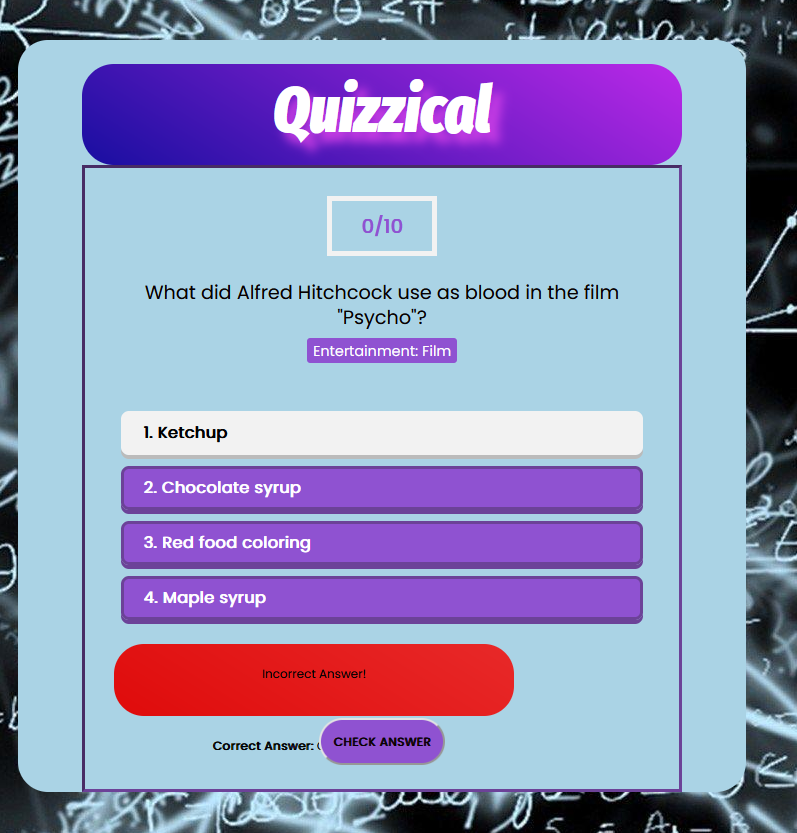 Quizzical
0/10
What did Alfred Hitchcock use as blood in the film
"Psycho"?
Entertainment: Film
1. Ketchup
2. Chocolate syrup
3. Red food coloring
4. Maple syrup
Incorrect Answer!
Correct Answer:
CHECK ANSWER